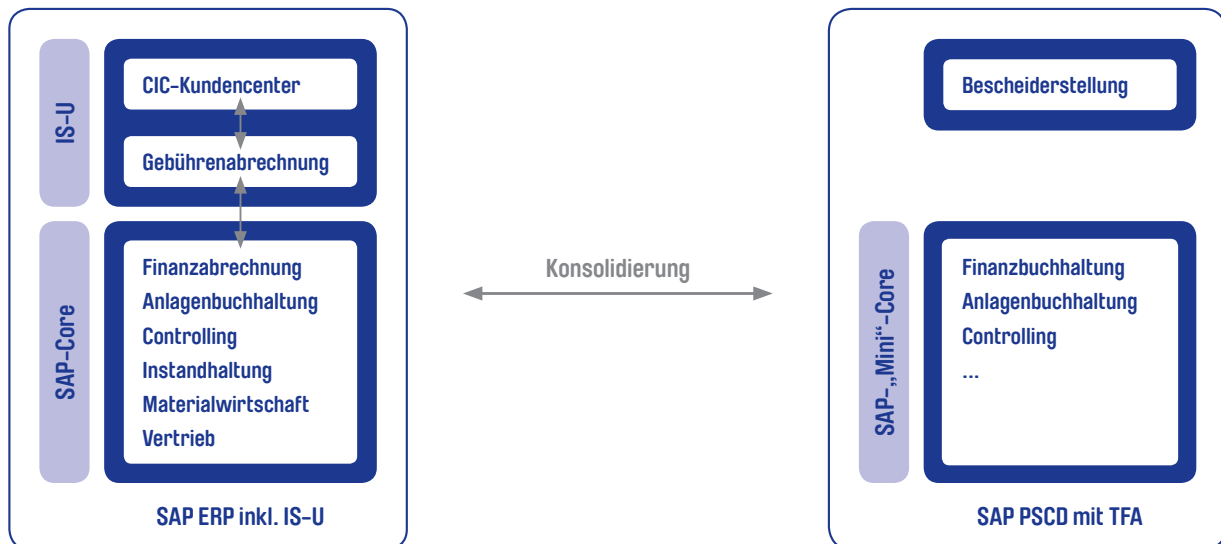 IS-U
CIC-Kundencenter
Gebührenabrechnung
SAP-Core
Finanzabrechnung
Anlagenbuchhaltung
Controlling
Instandhaltung
Materialwirtschaft
Vertrieb
SAP ERP inkl. IS-U
Konsolidierung
Bescheiderstellung
SAP-„Mini“-Core
Finanzbuchhaltung
Anlagenbuchhaltung
Controlling
...
SAP PSCD mit TFA